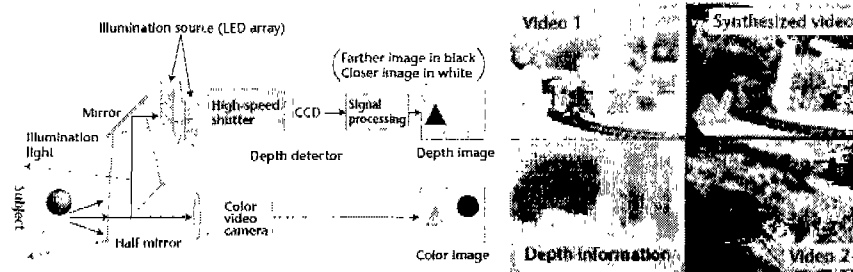 Illumination source (LED array)
(Farther image in black
Closer image in white)
Mirror
High-speed
shutter
CCD
Signal
processing
Illumination
light
Depth detector
Depth image
Subject
Half mirror
Color
video
camera
Color image
Video 1
Synthesized video
Depth information
Video 2